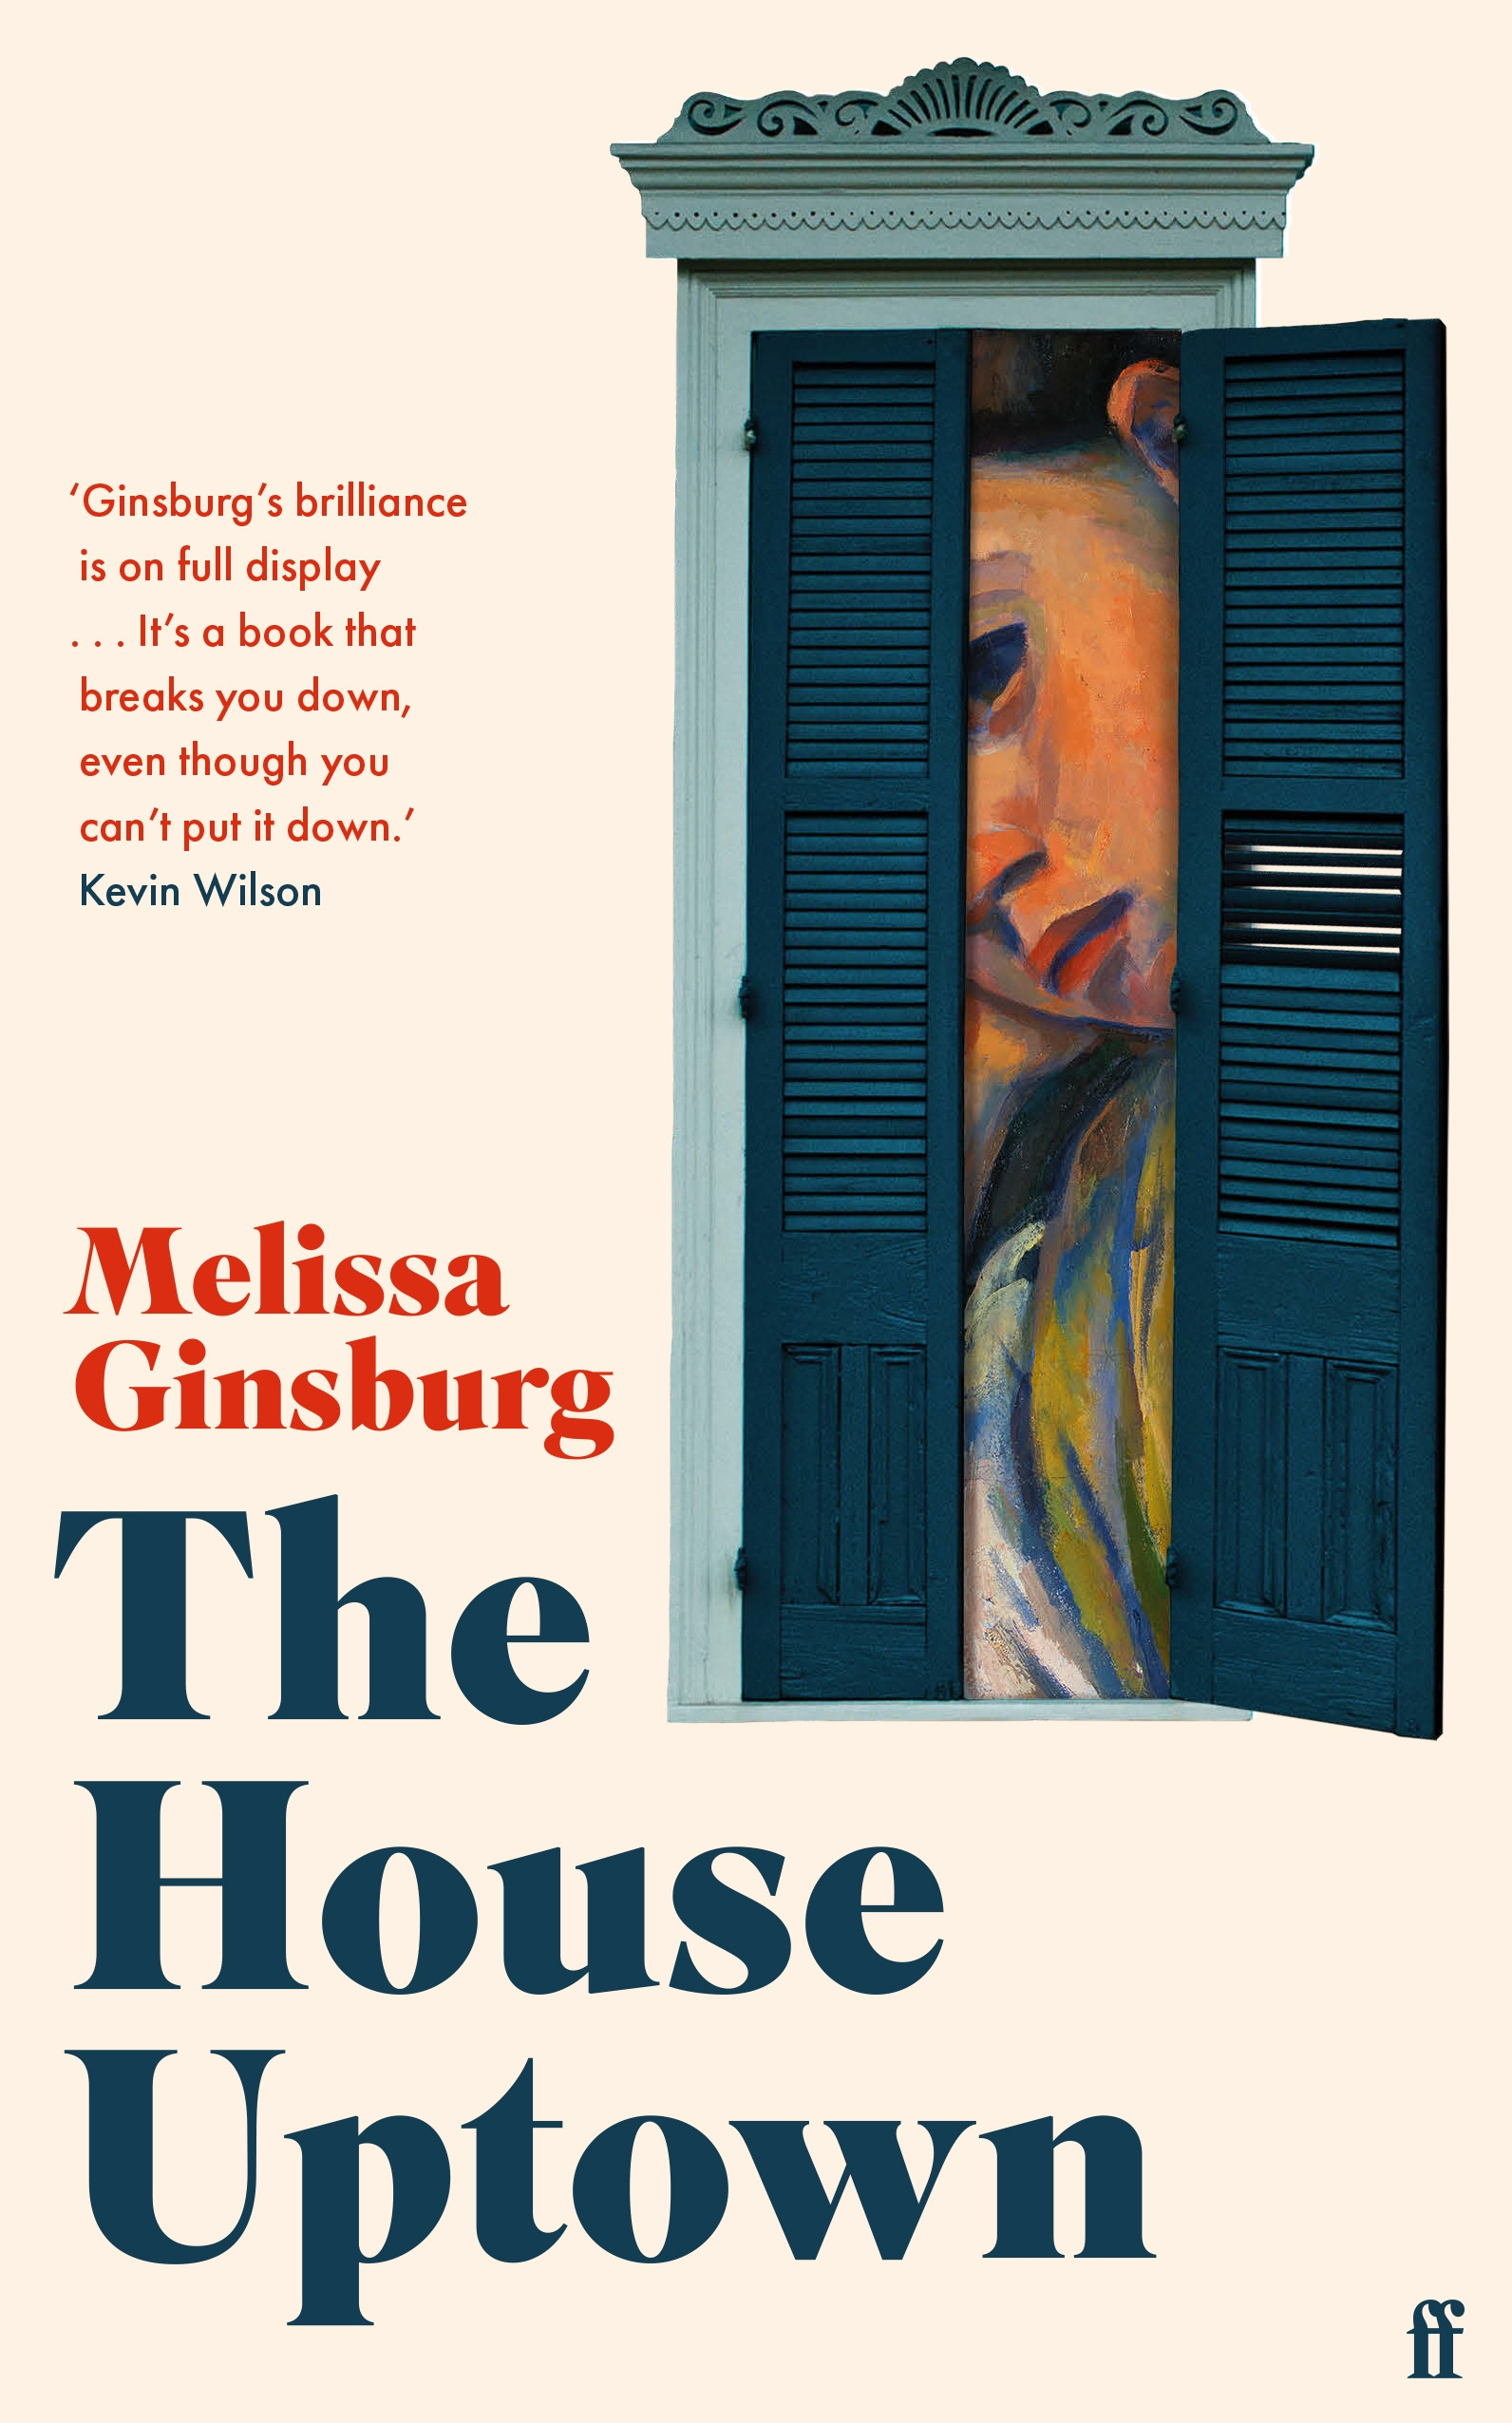 ‘Ginsburg’s brilliance
is on full display
. . . It’s a book that
breaks you down,
even though you
can’t put it down.’
Kevin Wilson
Melissa
Ginsburg
The
House
Uptown
ff